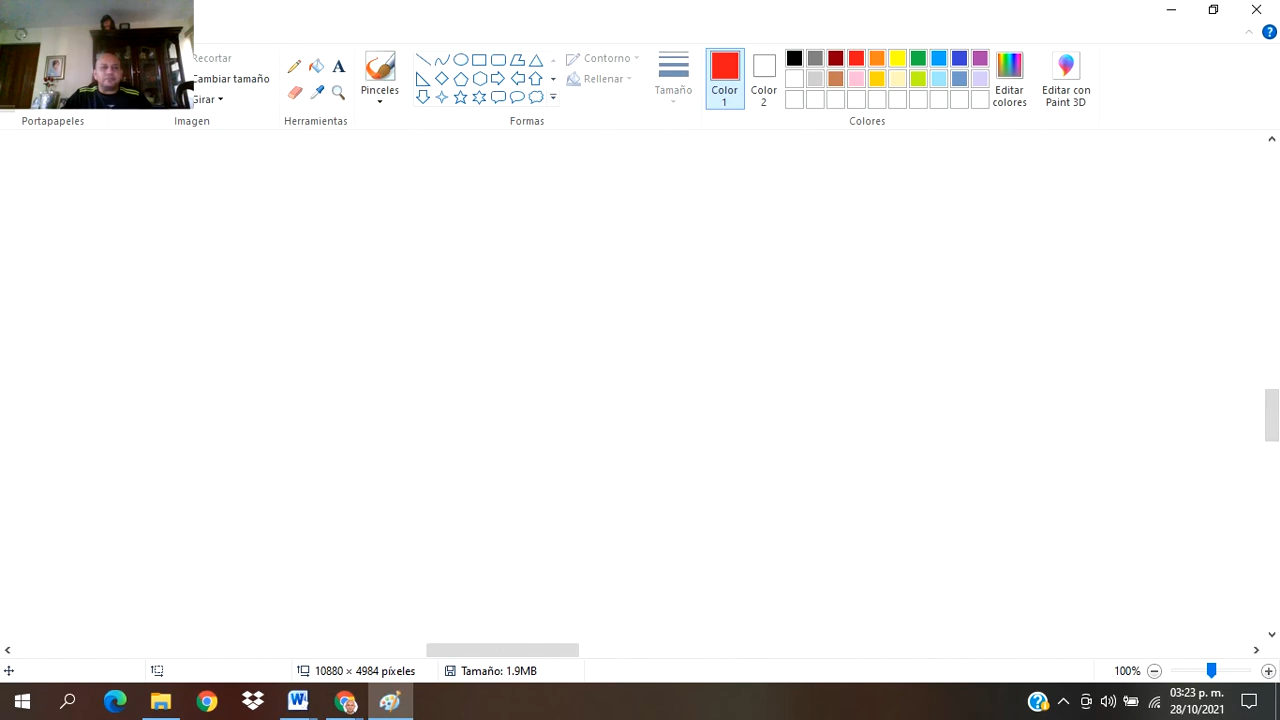 Recortar
Cambiar tamaño
Girar
Portapapeles
Imagen
A
Herramientas
Pinceles
Contorno
Rellenar
Formas
Tamaño
Color 1
Color 2
Editar colores
Editar con Paint 3D
Colores
10880 × 4984 píxeles
Tamaño: 1.9MB
100%
03:23 p. m.
28/10/2021